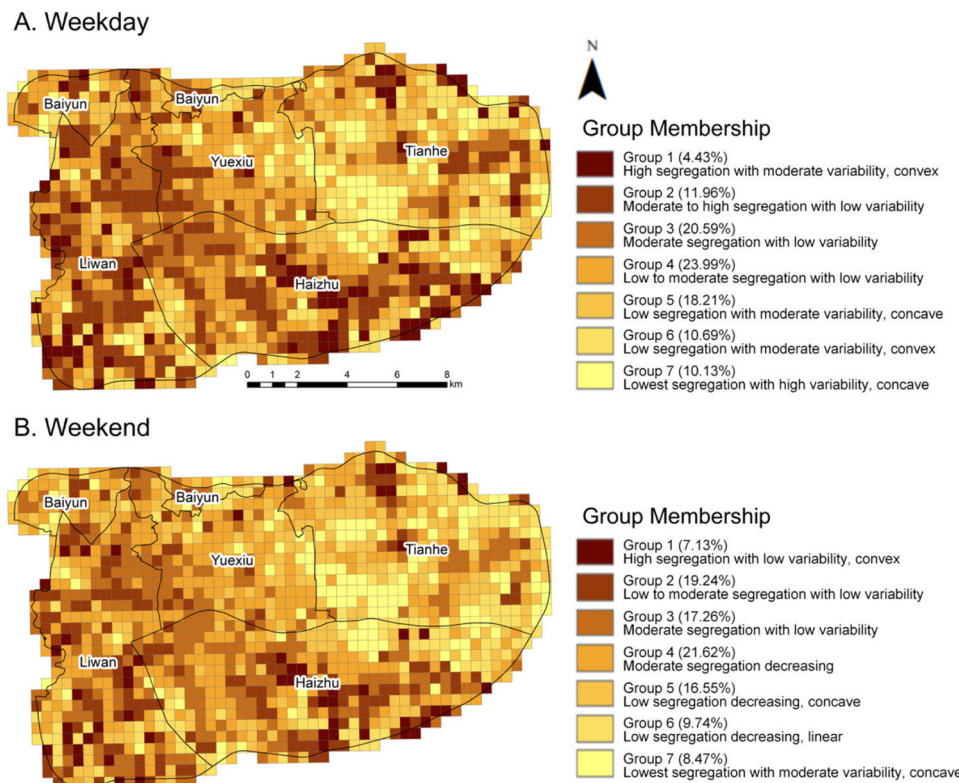 A. Weekday
Baiyun
Baiyun
Yuexiu
Tianhe
Liwan
Haizhu
0 1 2 4 6 8
km
N
Group Membership
Group 1 (4.43%)
High segregation with moderate variability, convex
Group 2 (11.96%)
Moderate to high segregation with low variability
Group 3 (20.59%)
Moderate segregation with low variability
Group 4 (23.99%)
Low to moderate segregation with low variability
Group 5 (18.21%)
Low segregation with moderate variability, concave
Group 6 (10.69%)
Low segregation with moderate variability, convex
Group 7 (10.13%)
Lowest segregation with high variability, concave
B. Weekend
Baiyun
Baiyun
Yuexiu
Tianhe
Liwan
Haizhu
Group Membership
Group 1 (7.13%)
High segregation with low variability, convex
Group 2 (19.24%)
Low to moderate segregation with low variability
Group 3 (17.26%)
Moderate segregation with low variability
Group 4 (21.62%)
Moderate segregation decreasing
Group 5 (16.55%)
Low segregation decreasing, concave
Group 6 (9.74%)
Low segregation decreasing, linear
Group 7 (8.47%)
Lowest segregation with moderate variability, concave